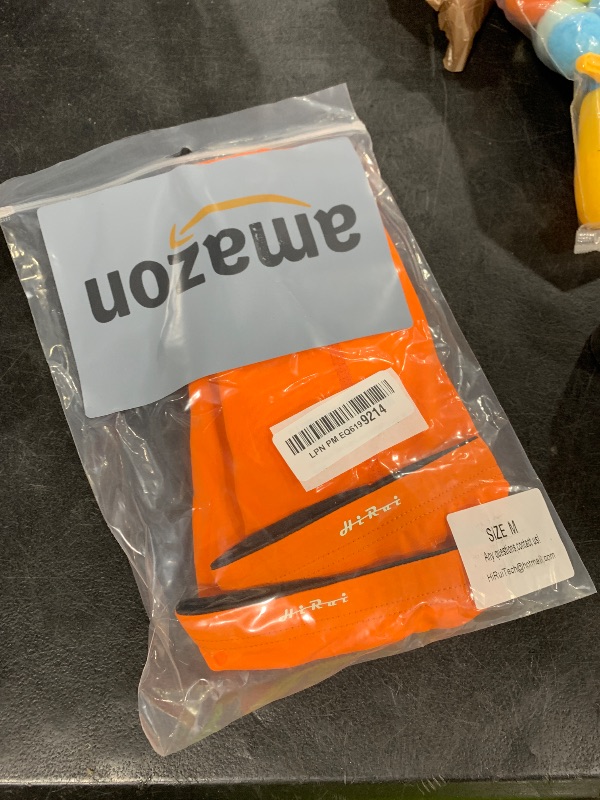 amazon
LPN PM EQ6199214
HiRui
HiRui
SIZE M
Any questions,contact us!
HiRuiTech@hotmail.com